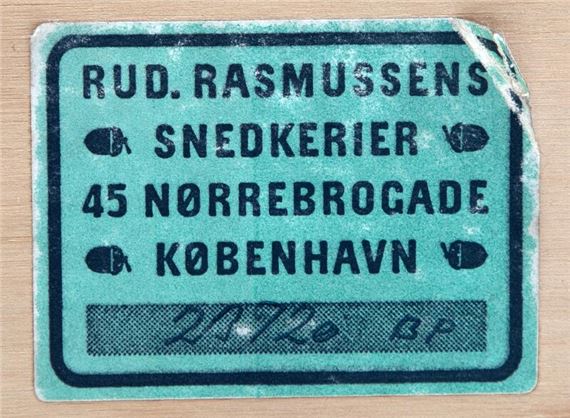 RUD. RASMUSSENS
SNEDKERIER
45 NØRREBROGADE
KØBENHAVN
BP